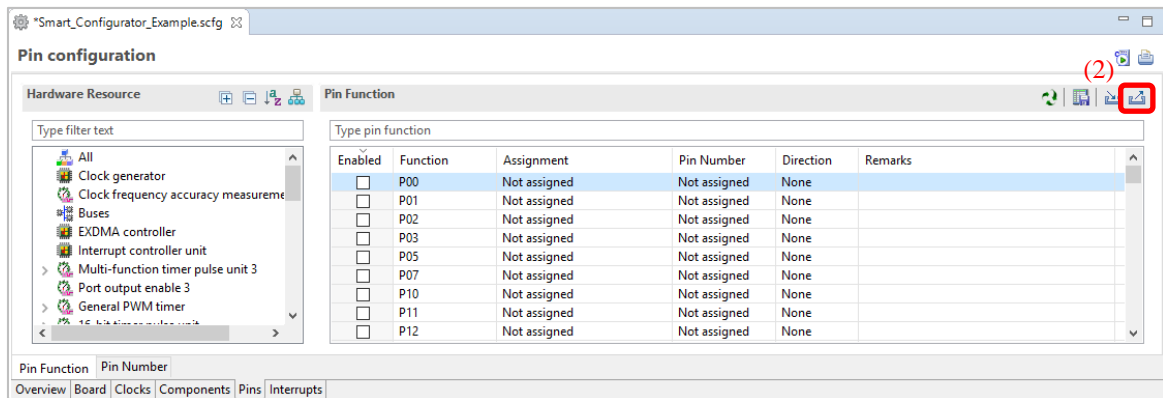 *Smart_Configurator_Example.scfg
Pin configuration
(2)
Hardware Resource
Pin Function
Type filter text
Type pin function
All
Clock generator
Clock frequency accuracy measureme
Buses
EXDMA controller
Interrupt controller unit
Multi-function timer pulse unit 3
Port output enable 3
General PWM timer
16-bit timer pulse unit
Enabled Function Assignment Pin Number Direction Remarks
P00 Not assigned Not assigned None
P01 Not assigned Not assigned None
P02 Not assigned Not assigned None
P03 Not assigned Not assigned None
P05 Not assigned Not assigned None
P07 Not assigned Not assigned None
P10 Not assigned Not assigned None
P11 Not assigned Not assigned None
P12 Not assigned Not assigned None
Pin Function Pin Number
Overview Board Clocks Components Pins Interrupts